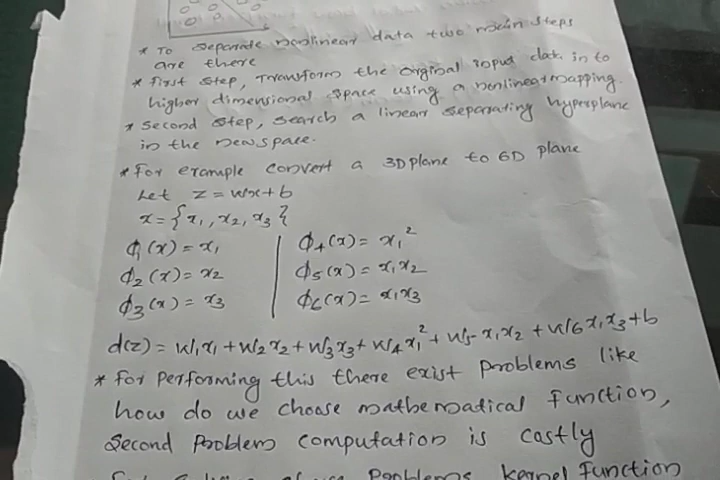 * To Separate nonlinear data two main steps
are there
* first step, Transform the orginal input data in to
higher dimensional space using a nonlinear mapping.
* Second step, search a linear seperating hyperplane
in the new space.
* For example convert a 3D plane to 6D plane
Let z = wx+b
x = {x₁, x₂, x₃}
ϕ₁(x) = x₁ | ϕ₄(x) = x₁²
ϕ₂(x) = x₂ | ϕ₅(x) = x₁x₂
ϕ₃(x) = x₃ | ϕ₆(x) = x₁x₃
d(z) = w₁x₁ + w₂x₂ + w₃x₃ + w₄x₁² + w₅x₁x₂ + w₆x₁x₃ + b
* for performing this there exist problems like
how do we choose mathematical function,
Second problem computation is costly
problems kernel function